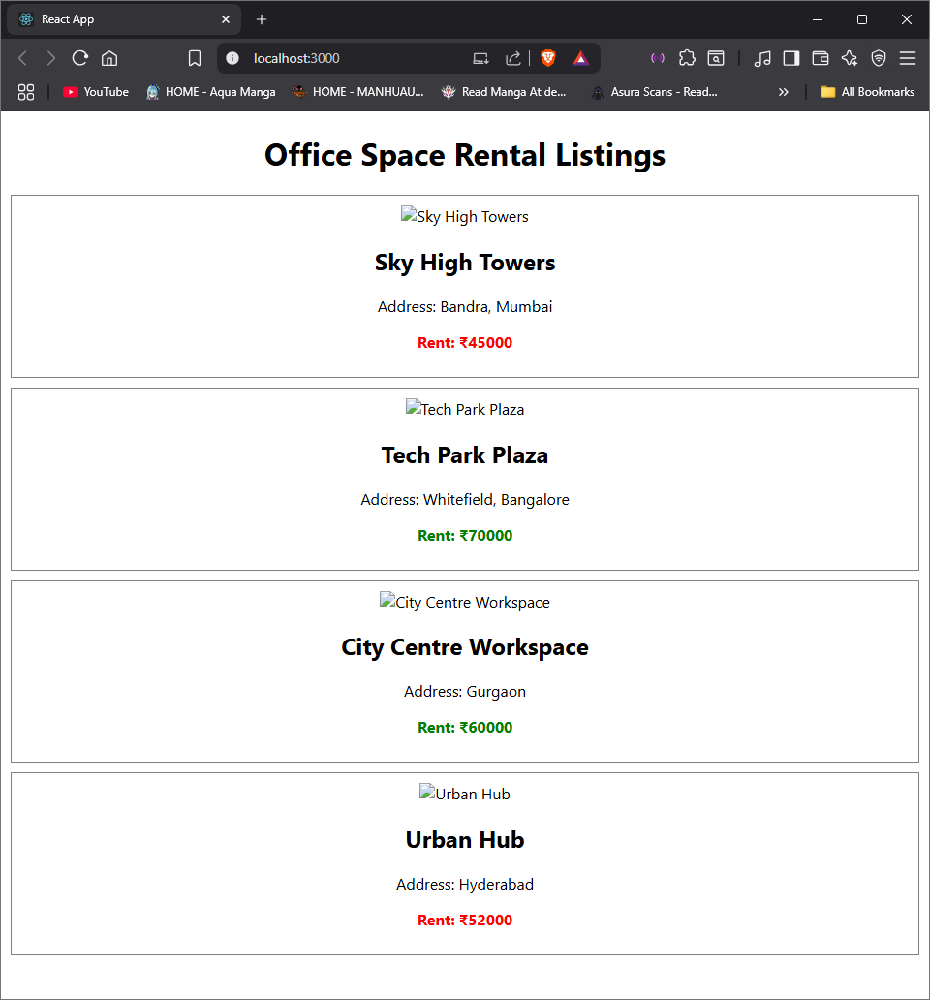 React App
localhost:3000
YouTube
HOME - Aqua Manga
HOME - MANHUAU...
Read Manga At de...
Asura Scans - Read...
All Bookmarks
Office Space Rental Listings
Sky High Towers
Sky High Towers
Address: Bandra, Mumbai
Rent: ₹45000
Tech Park Plaza
Tech Park Plaza
Address: Whitefield, Bangalore
Rent: ₹70000
City Centre Workspace
City Centre Workspace
Address: Gurgaon
Rent: ₹60000
Urban Hub
Urban Hub
Address: Hyderabad
Rent: ₹52000